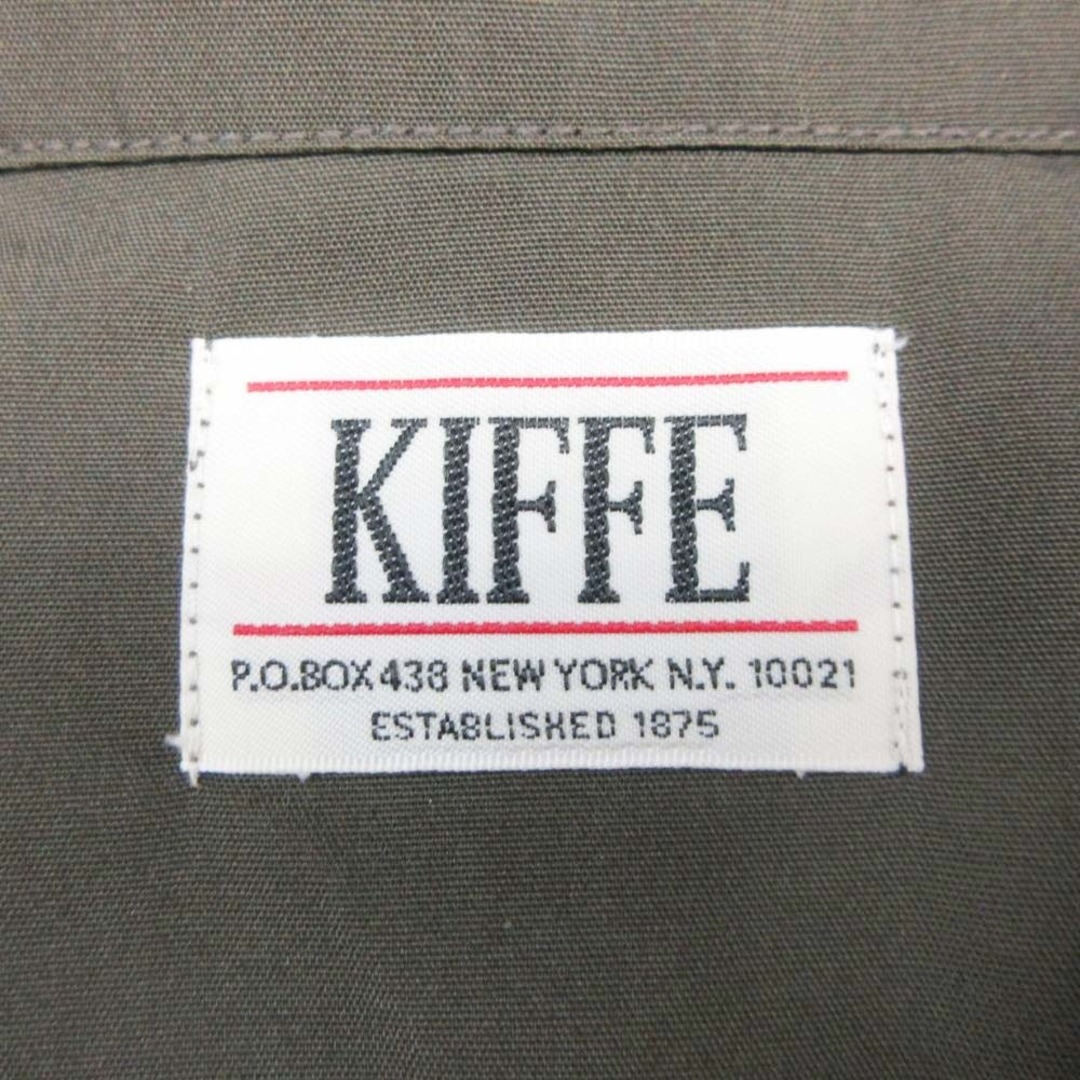 KIFFE
P.O.BOX 438 NEW YORK N.Y. 10021
ESTABLISHED 1875